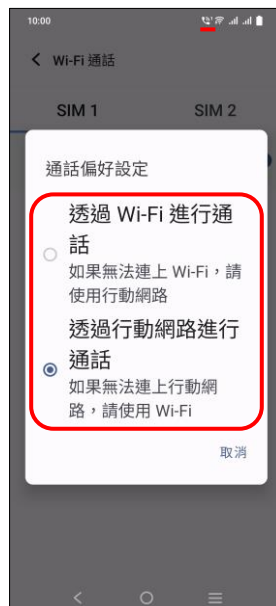 10:00
Wi-Fi 通話
SIM 1 SIM 2
通話偏好設定
透過 Wi-Fi 進行通
話
如果無法連上 Wi-Fi，請
使用行動網路
透過行動網路進行
通話
如果無法連上行動網
路，請使用 Wi-Fi
取消